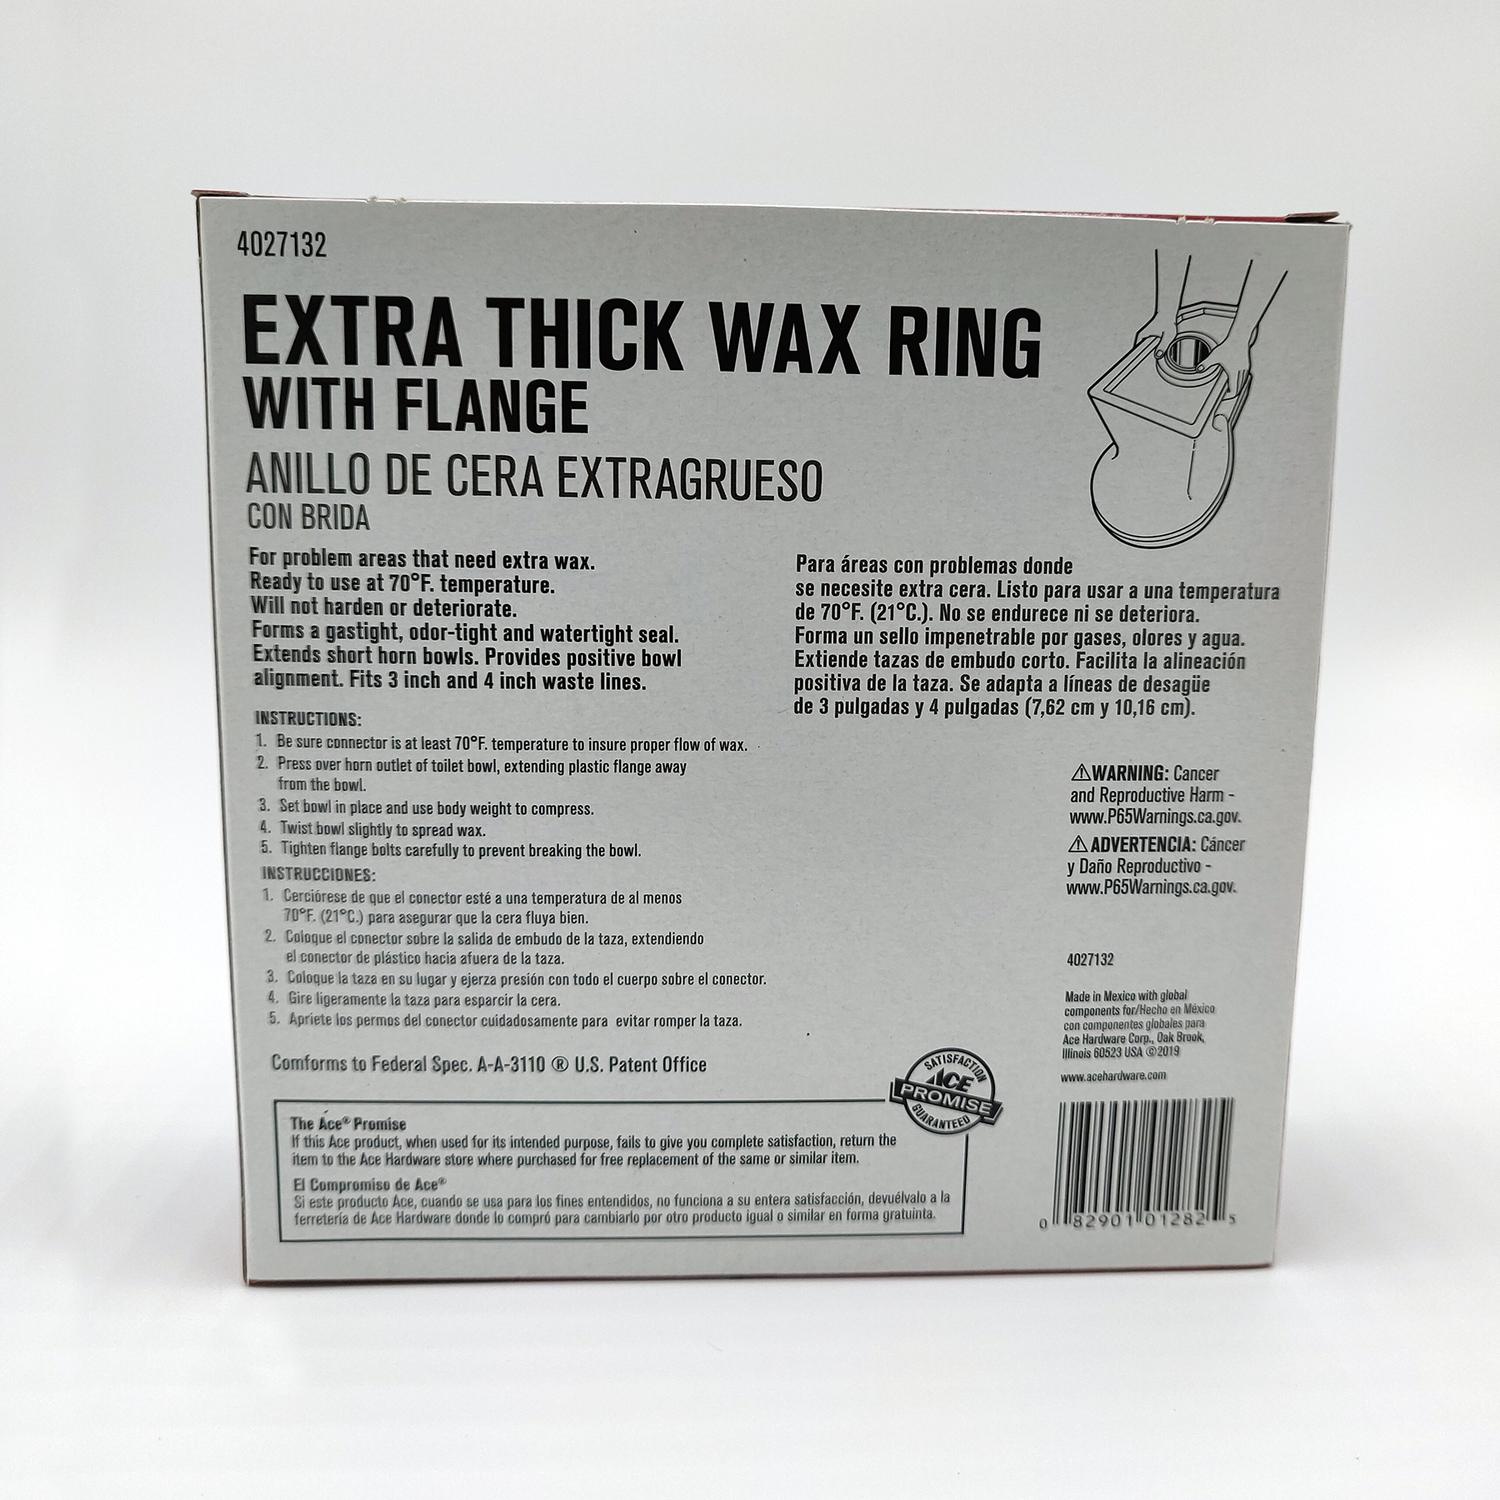 4027132
EXTRA THICK WAX RING
WITH FLANGE
ANILLO DE CERA EXTRAGRUESO
CON BRIDA
For problem areas that need extra wax.
Ready to use at 70°F. temperature.
Will not harden or deteriorate.
Forms a gastight, odor-tight and watertight seal.
Extends short horn bowls. Provides positive bowl
alignment. Fits 3 inch and 4 inch waste lines.
Para áreas con problemas donde
se necesite extra cera. Listo para usar a una temperatura
de 70°F. (21°C.). No se endurece ni se deteriora.
Forma un sello impenetrable por gases, olores y agua.
Extiende tazas de embudo corto. Facilita la alineación
positiva de la taza. Se adapta a líneas de desagüe
de 3 pulgadas y 4 pulgadas (7,62 cm y 10,16 cm).
INSTRUCTIONS:
1. Be sure connector is at least 70°F. temperature to insure proper flow of wax.
2. Press over horn outlet of toilet bowl, extending plastic flange away
from the bowl.
3. Set bowl in place and use body weight to compress.
4. Twist bowl slightly to spread wax.
5. Tighten flange bolts carefully to prevent breaking the bowl.
INSTRUCCIONES:
1. Cerciórese de que el conector esté a una temperatura de al menos
70°F. (21°C.) para asegurar que la cera fluya bien.
2. Coloque el conector sobre la salida de embudo de la taza, extendiendo
el conector de plástico hacia afuera de la taza.
3. Coloque la taza en su lugar y ejerza presión con todo el cuerpo sobre el conector.
4. Gire ligeramente la taza para esparcir la cera.
5. Apriete los permos del conector cuidadosamente para evitar romper la taza.
Comforms to Federal Spec. A-A-3110 ® U.S. Patent Office
⚠WARNING: Cancer
and Reproductive Harm -
www.P65Warnings.ca.gov.
⚠ADVERTENCIA: Cáncer
y Daño Reproductivo -
www.P65Warnings.ca.gov.
4027132
Made in Mexico with global
components for/Hecho en México
con componentes globales para
Ace Hardware Corp., Oak Brook,
Illinois 60523 USA ©2019
www.acehardware.com
SATISFACTION
ACE
PROMISE
GUARANTEED
The Ace® Promise
If this Ace product, when used for its intended purpose, fails to give you complete satisfaction, return the
item to the Ace Hardware store where purchased for free replacement of the same or similar item.
El Compromiso de Ace®
Si este producto Ace, cuando se usa para los fines entendidos, no funciona a su entera satisfacción, devuélvalo a la
ferretería de Ace Hardware donde lo compró para cambiarlo por otro producto igual o similar en forma gratuinta.
0 82901 01282 5